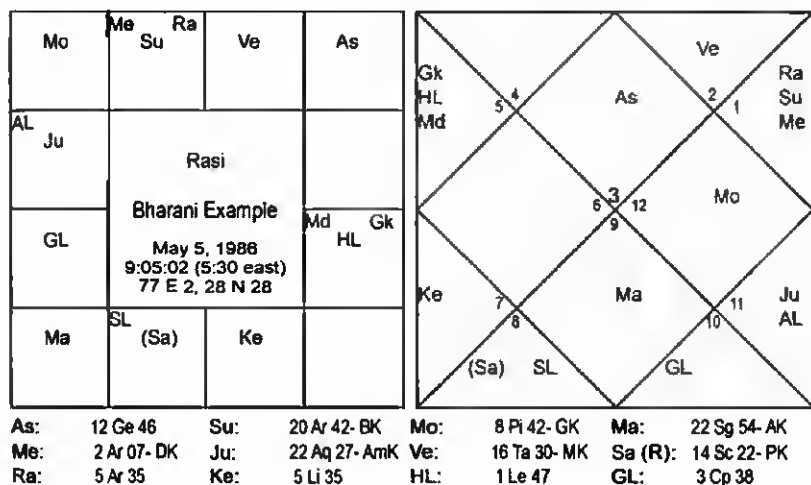 Mo
Me Ra
Su
Ve
As
AL
Ju
Rasi
Bharani Example
May 5, 1986
9:05:02 (5:30 east)
77 E 2, 28 N 28
GL
Md Gk
HL
Ma
SL
(Sa)
Ke
Ve
Gk
HL
Md
5 4
As
2 1
Ra
Su
Me
6 3 12
9
Mo
Ke
7
8
Ma
11
10
Ju
AL
(Sa) SL
GL
As: 12 Ge 46 Su: 20 Ar 42- BK Mo: 8 Pi 42- GK Ma: 22 Sg 54- AK
Me: 2 Ar 07- DK Ju: 22 Aq 27- AmK Ve: 16 Ta 30- MK Sa (R): 14 Sc 22- PK
Ra: 5 Ar 35 Ke: 5 Li 35 HL: 1 Le 47 GL: 3 Cp 38